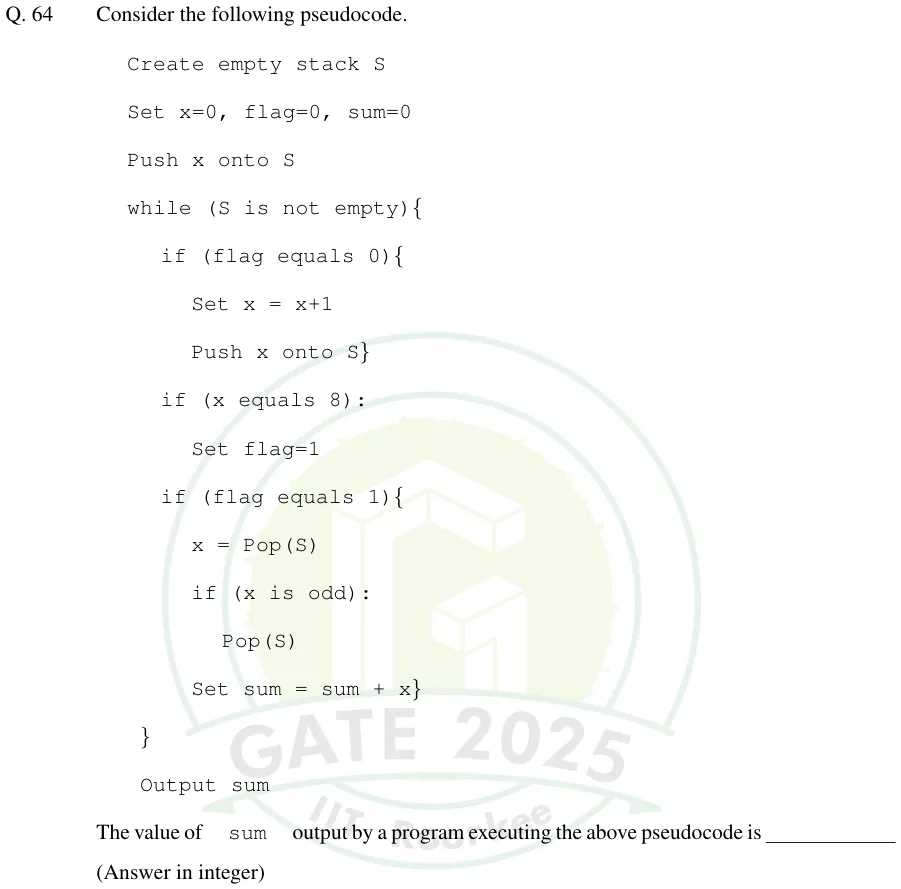 Q. 64 Consider the following pseudocode.
Create empty stack S
Set x=0, flag=0, sum=0
Push x onto S
while (S is not empty){
if (flag equals 0){
Set x = x+1
Push x onto S}
if (x equals 8):
Set flag=1
if (flag equals 1){
x = Pop(S)
if (x is odd):
Pop(S)
Set sum = sum + x}
}
GATE 2025
Output sum
IIT Roorkee
The value of sum output by a program executing the above pseudocode is ____________
(Answer in integer)